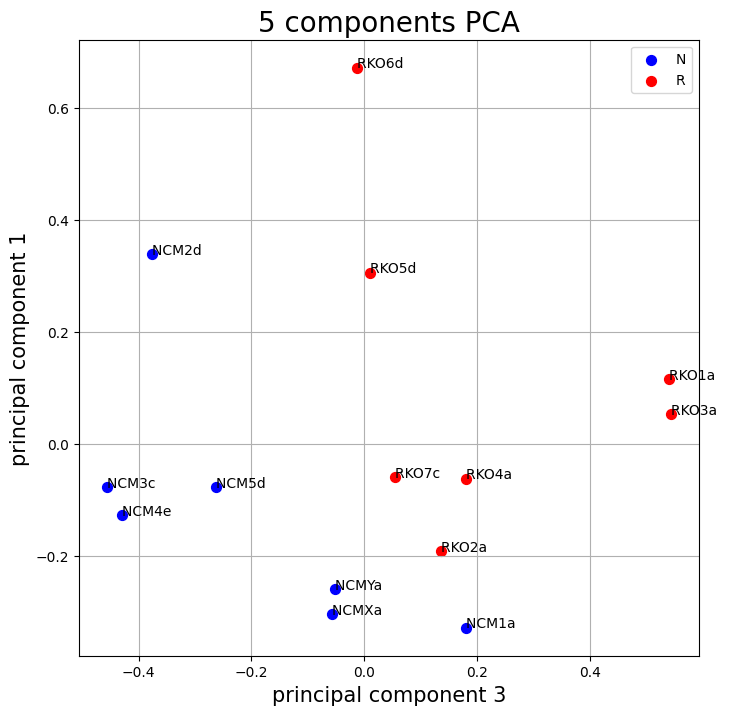 5 components PCA
N
R
RKO6d
NCM2d
RKO5d
RKO1a
RKO3a
NCM3c
NCM5d
NCM4e
RKO7c
RKO4a
RKO2a
NCMYa
NCMXa
NCM1a
0.6
0.4
0.2
0.0
−0.2
principal component 1
−0.4
−0.2
0.0
0.2
0.4
principal component 3